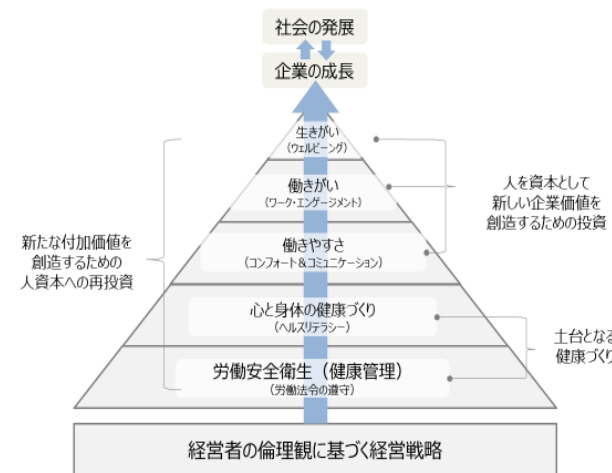 社会の発展
企業の成長
生きがい
(ウェルビーング)
働きがい
(ワーク・エンゲージメント)
働きやすさ
(コンフォート&コミュニケーション)
心と身体の健康づくり
(ヘルスリテラシー)
労働安全衛生（健康管理）
(労働法令の遵守)
経営者の倫理観に基づく経営戦略
新たな付加価値を
創造するための
人資本への再投資
人を資本として
新しい企業価値を
創造するための投資
土台となる
健康づくり